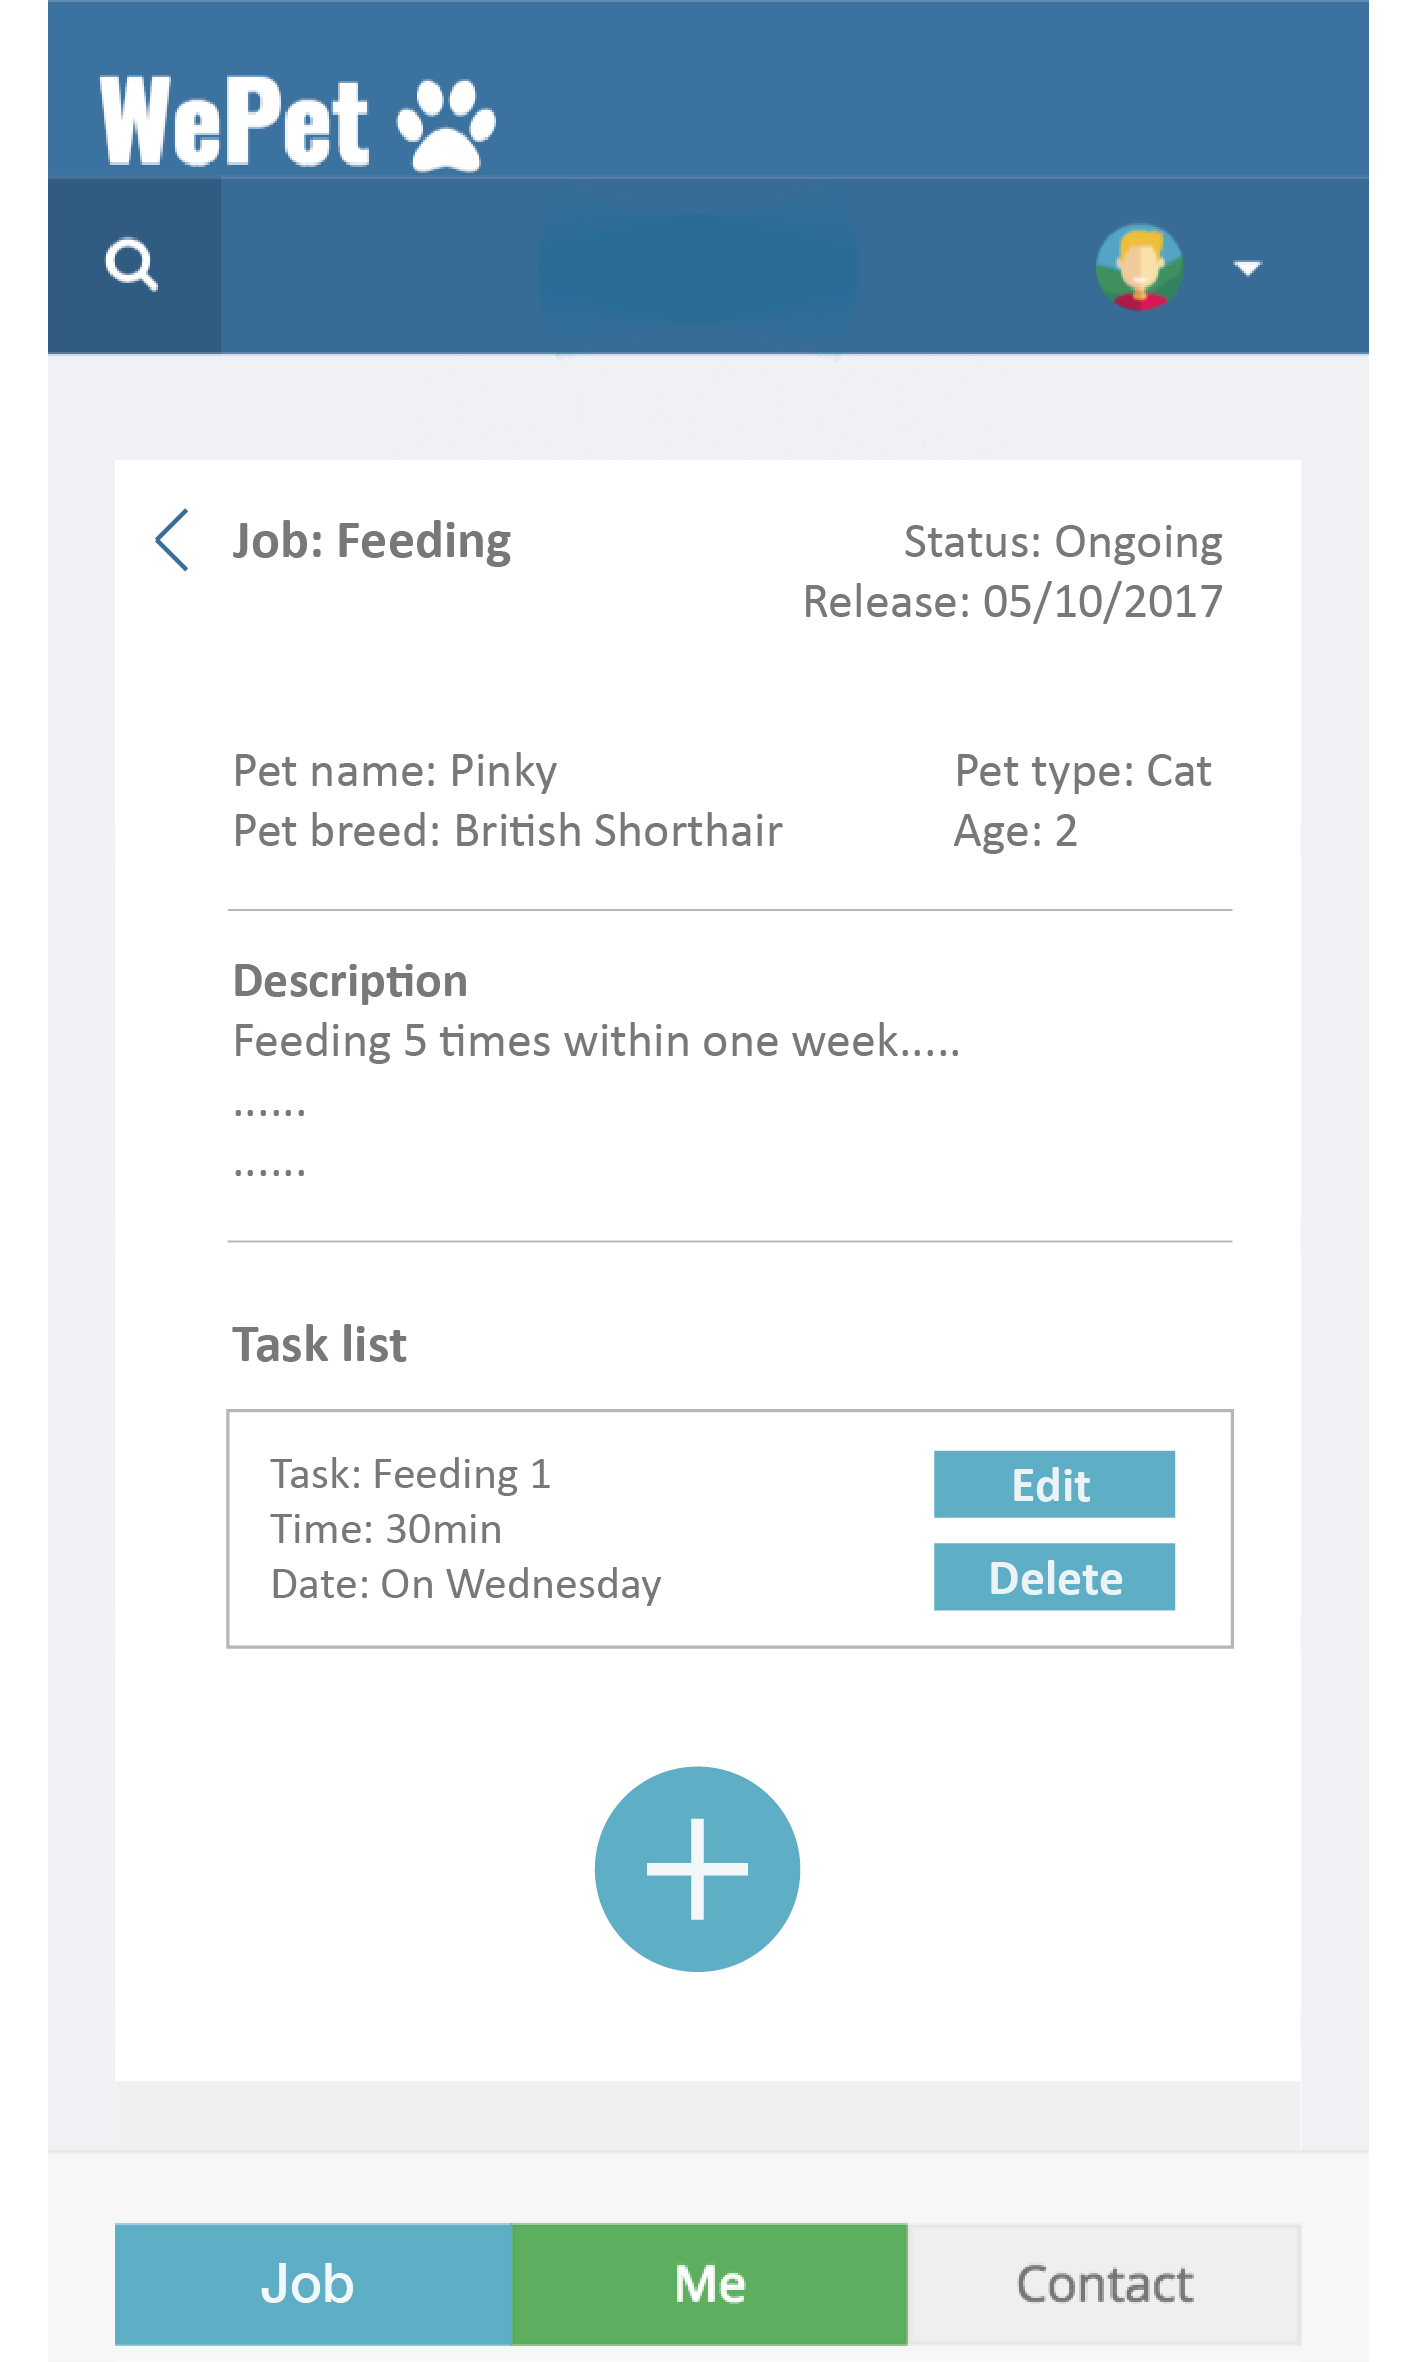 WePet
Job: Feeding
Status: Ongoing
Release: 05/10/2017
Pet name: Pinky
Pet type: Cat
Pet breed: British Shorthair
Age: 2
Description
Feeding 5 times within one week.....
......
......
Task list
Task: Feeding 1
Time: 30min
Date: On Wednesday
Edit
Delete
Job
Me
Contact